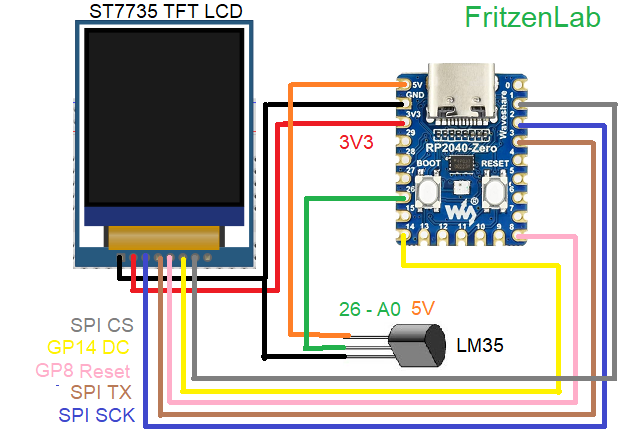 ST7735 TFT LCD
FritzenLab
5V
GND
3V3
29
28
27
26
15
14 13 12 11 10 9 8
0
1
2
3
4
5
6
7
Waveshare
RP2040-Zero
BOOT RESET
3V3
26 - A0 5V
LM35
SPI CS
GP14 DC
GP8 Reset
SPI TX
SPI SCK